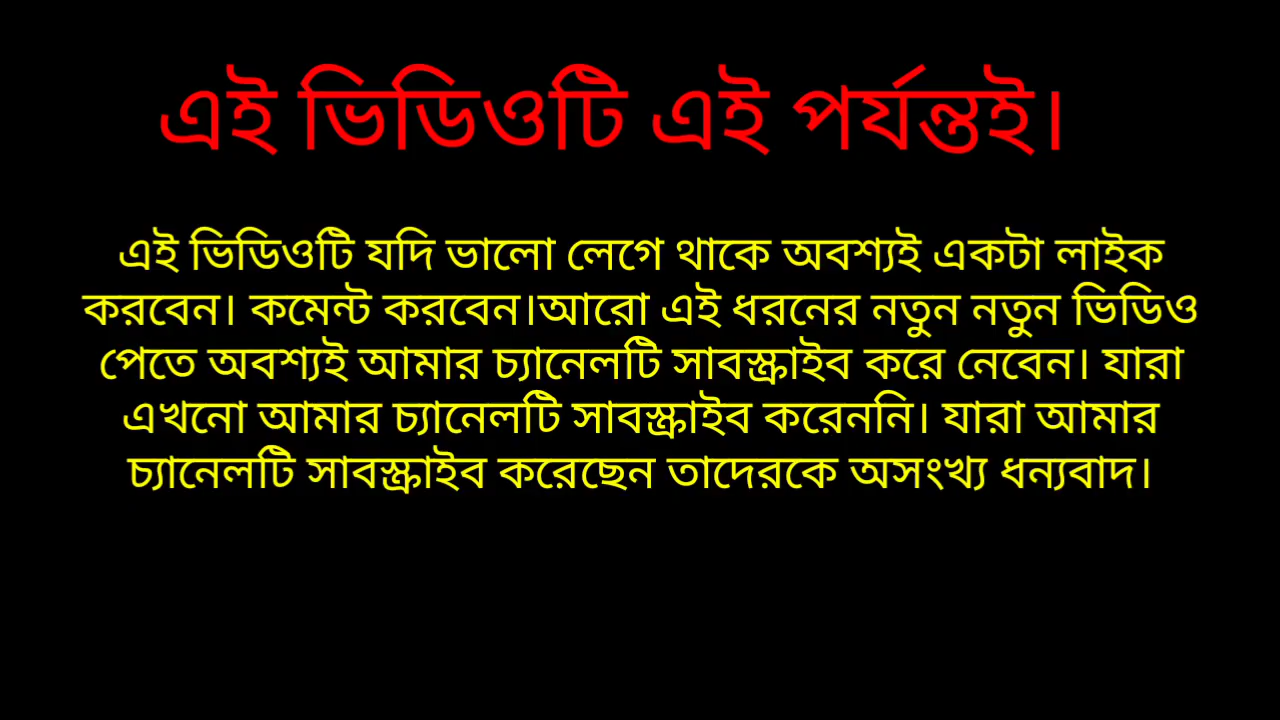 এই ভিডিওটি এই পর্যন্তই।
এই ভিডিওটি যদি ভালো লেগে থাকে অবশ্যই একটা লাইক
করবেন। কমেন্ট করবেন।আরো এই ধরনের নতুন নতুন ভিডিও
পেতে অবশ্যই আমার চ্যানেলটি সাবস্ক্রাইব করে নেবেন। যারা
এখনো আমার চ্যানেলটি সাবস্ক্রাইব করেননি। যারা আমার
চ্যানেলটি সাবস্ক্রাইব করেছেন তাদেরকে অসংখ্য ধন্যবাদ।